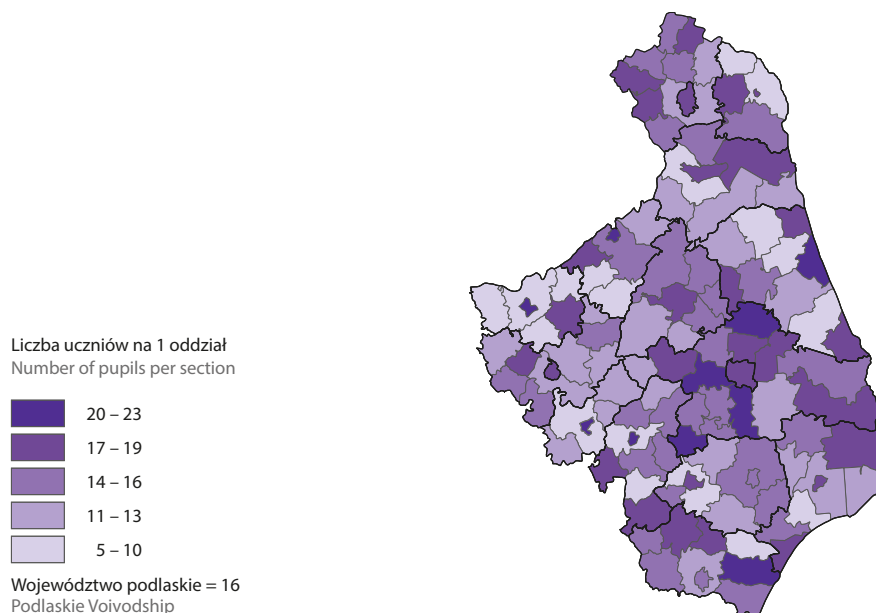 Liczba uczniów na 1 oddział
Number of pupils per section
20 – 23
17 – 19
14 – 16
11 – 13
5 – 10
Województwo podlaskie = 16
Podlaskie Voivodship